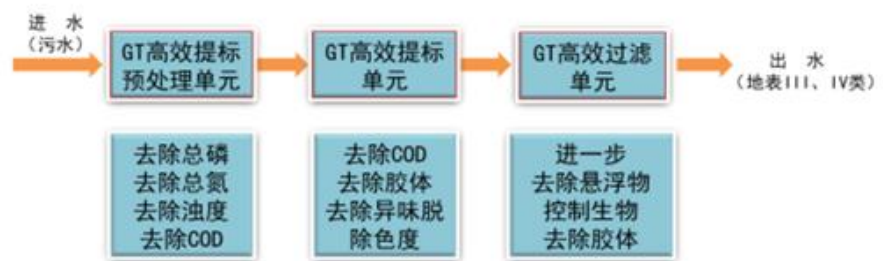 进 水
（污水）
GT高效提标
预处理单元
GT高效提标
单元
GT高效过滤
单元
出 水
（地表III、IV类）
去除总磷
去除总氮
去除浊度
去除COD
去除COD
去除胶体
去除异味脱
除色度
进一步
去除悬浮物
控制生物
去除胶体